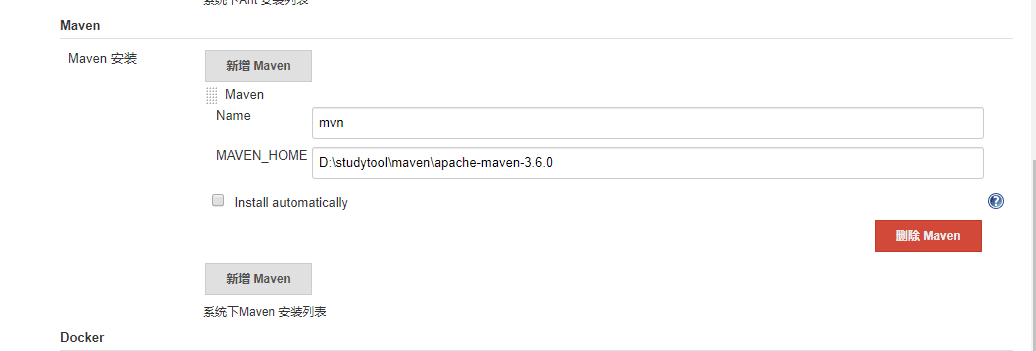 系统下Ant 安装列表
Maven
Maven 安装
新增 Maven
Maven
Name
mvn
MAVEN_HOME
D:\studytool\maven\apache-maven-3.6.0
Install automatically
?
删除 Maven
新增 Maven
系统下Maven 安装列表
Docker